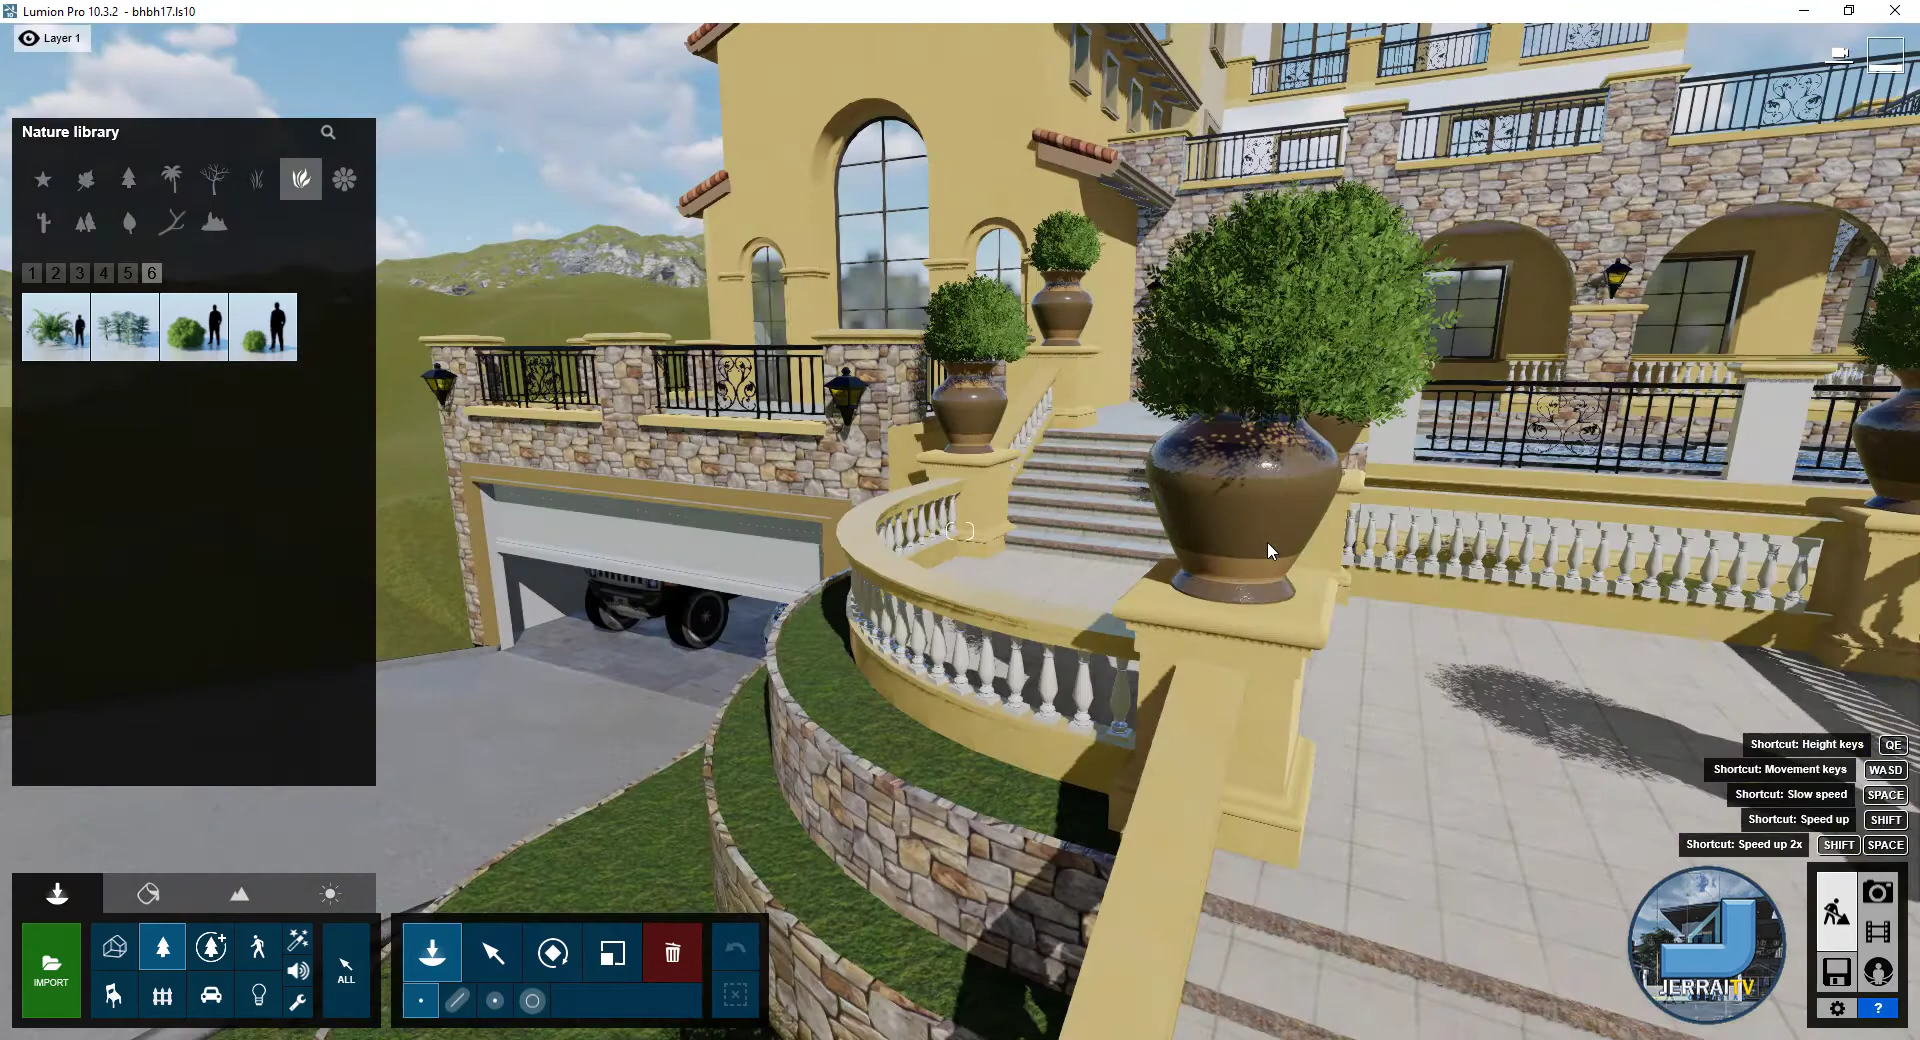 Lumion Pro 10.3.2 - bhbh17.ls10
Layer 1
Nature library
1 2 3 4 5 6
Shortcut: Height keys QE
Shortcut: Movement keys WASD
Shortcut: Slow speed SPACE
Shortcut: Speed up SHIFT
Shortcut: Speed up 2x SHIFT SPACE
IMPORT
ALL
JERRAITV
?